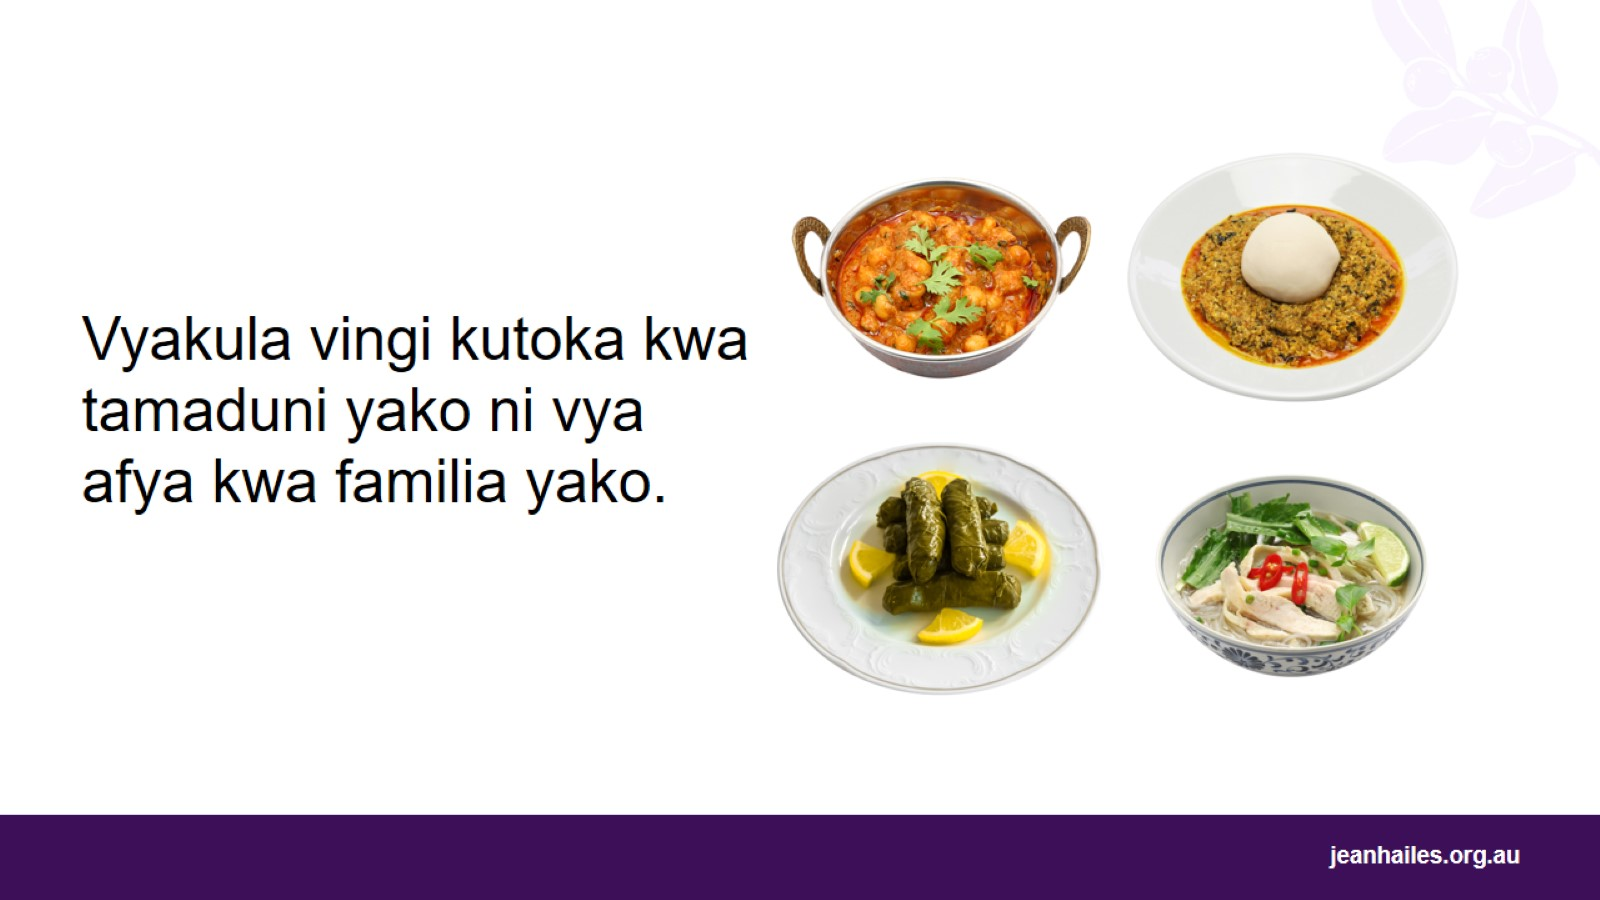 Vyakula vingi kutoka kwa
tamaduni yako ni vya
afya kwa familia yako.
jeanhailes.org.au